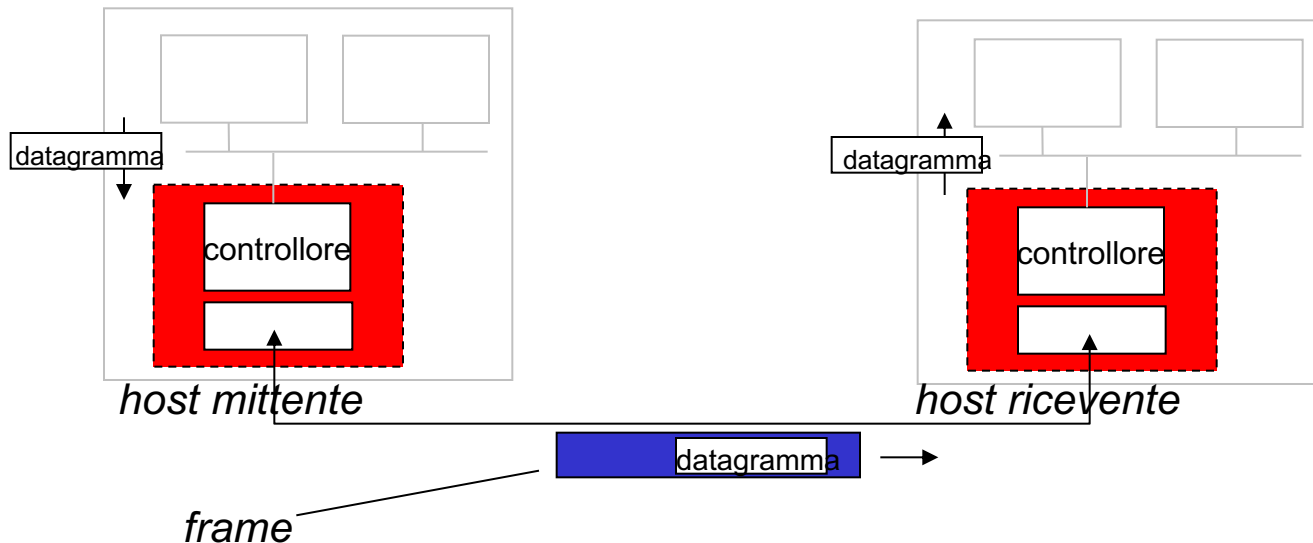 datagramma
datagramma
controllore
controllore
host mittente
host ricevente
datagramma
frame